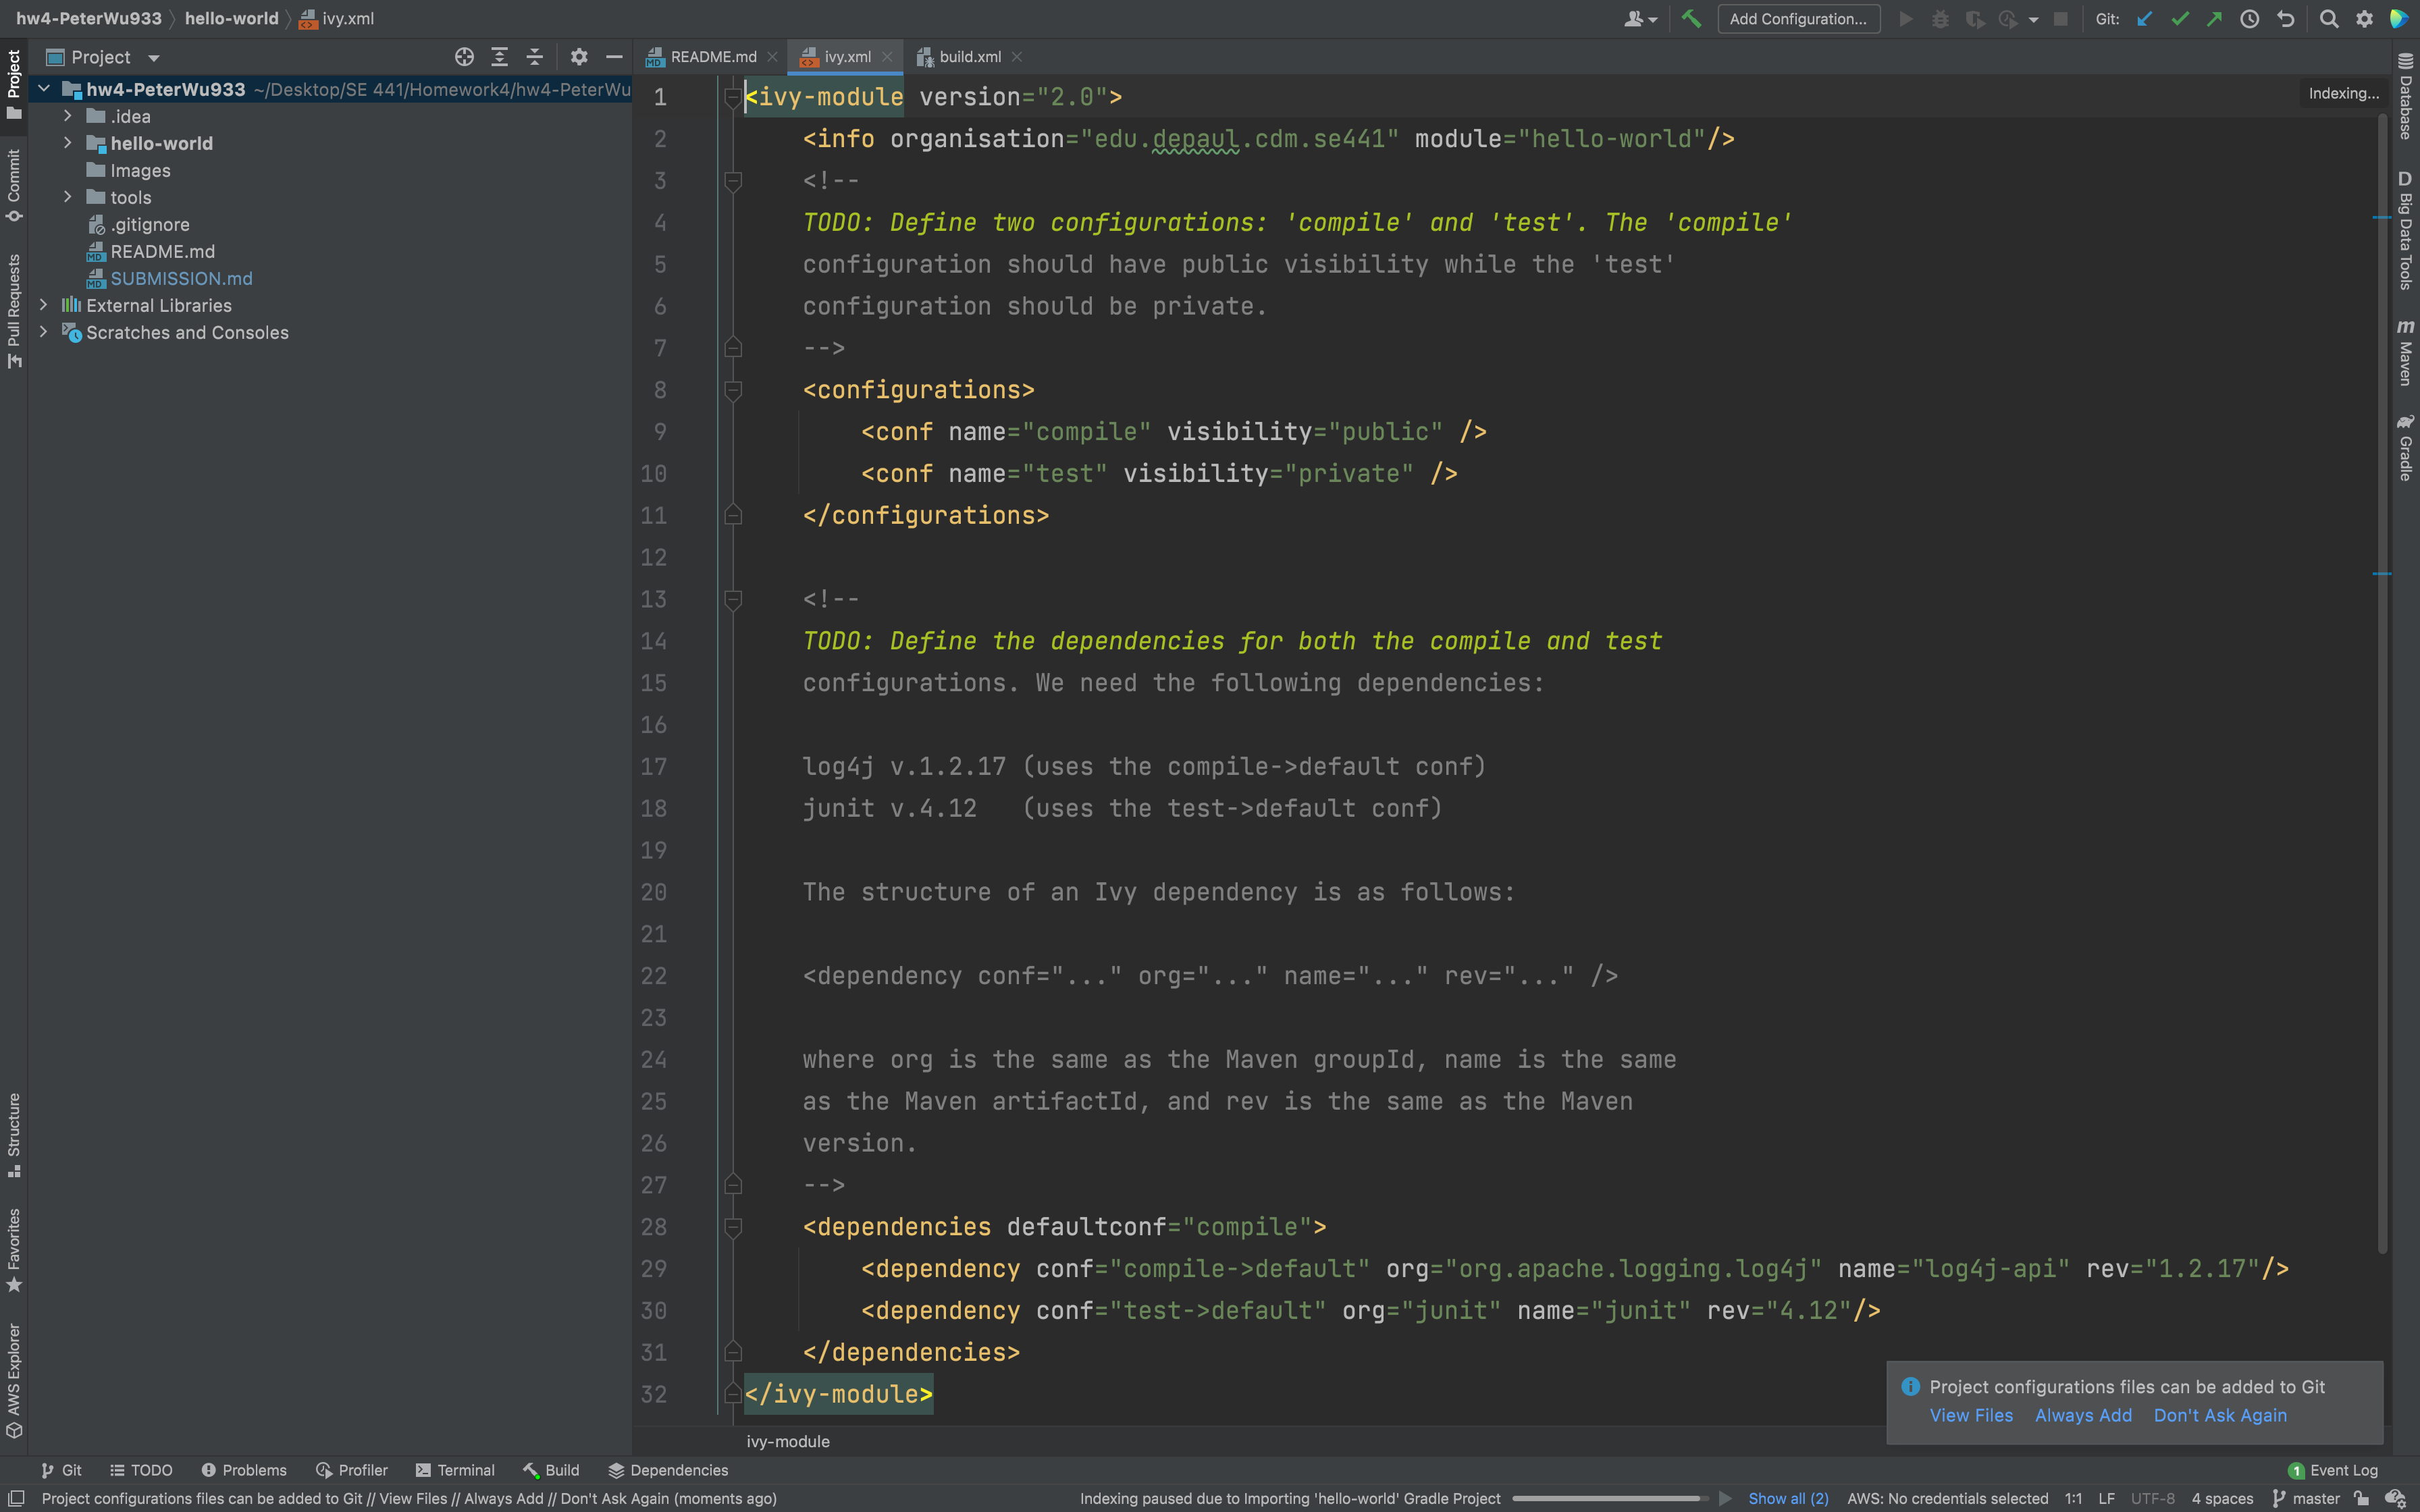 hw4-PeterWu933 hello-world ivy.xml
Add Configuration... Git:
Project
README.md ivy.xml build.xml
Project
Commit
Pull Requests
Structure
Favorites
AWS Explorer
hw4-PeterWu933 ~/Desktop/SE 441/Homework4/hw4-PeterWu
.idea
hello-world
Images
tools
.gitignore
README.md
SUBMISSION.md
External Libraries
Scratches and Consoles
1 <ivy-module version="2.0">
2 <info organisation="edu.depaul.cdm.se441" module="hello-world"/>
3 <!--
4 TODO: Define two configurations: 'compile' and 'test'. The 'compile'
5 configuration should have public visibility while the 'test'
6 configuration should be private.
7 -->
8 <configurations>
9 <conf name="compile" visibility="public" />
10 <conf name="test" visibility="private" />
11 </configurations>
12
13 <!--
14 TODO: Define the dependencies for both the compile and test
15 configurations. We need the following dependencies:
16
17 log4j v.1.2.17 (uses the compile->default conf)
18 junit v.4.12 (uses the test->default conf)
19
20 The structure of an Ivy dependency is as follows:
21
22 <dependency conf="..." org="..." name="..." rev="..." />
23
24 where org is the same as the Maven groupId, name is the same
25 as the Maven artifactId, and rev is the same as the Maven
26 version.
27 -->
28 <dependencies defaultconf="compile">
29 <dependency conf="compile->default" org="org.apache.logging.log4j" name="log4j-api" rev="1.2.17"/>
30 <dependency conf="test->default" org="junit" name="junit" rev="4.12"/>
31 </dependencies>
32 </ivy-module>
Indexing...
Database
D Big Data Tools
m Maven
Gradle
Project configurations files can be added to Git
View Files Always Add Don't Ask Again
ivy-module
Git TODO Problems Profiler Terminal Build Dependencies 1 Event Log
Project configurations files can be added to Git // View Files // Always Add // Don't Ask Again (moments ago) Indexing paused due to Importing 'hello-world' Gradle Project Show all (2) AWS: No credentials selected 1:1 LF UTF-8 4 spaces master